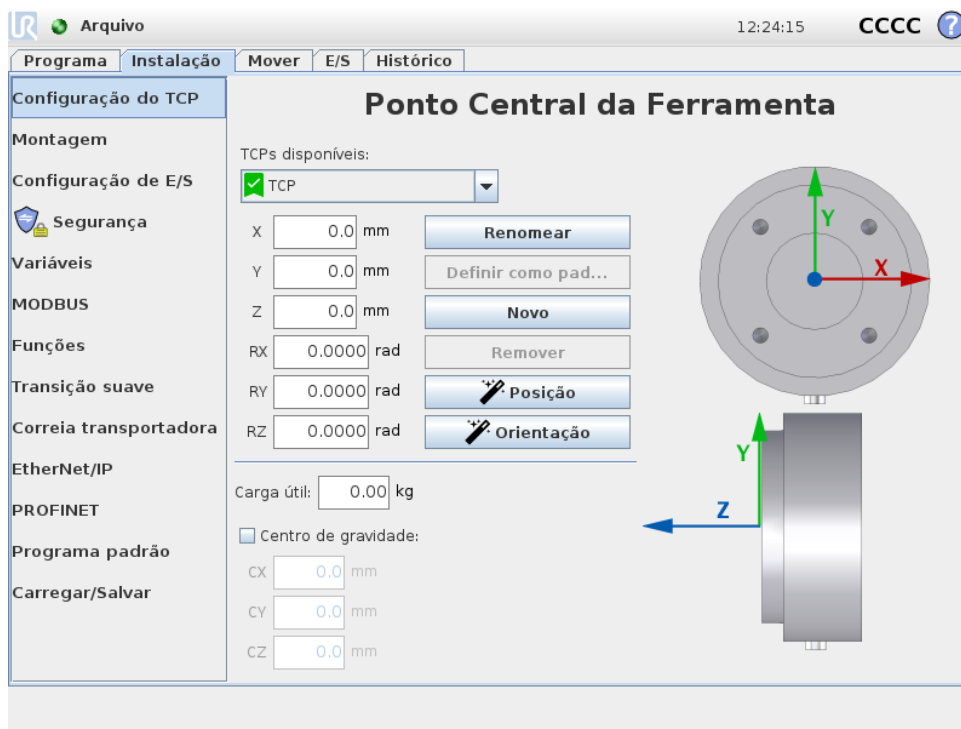 UR Arquivo 12:24:15 CCCC ?
Programa Instalação Mover E/S Histórico
Configuração do TCP
Montagem
Configuração de E/S
Segurança
Variáveis
MODBUS
Funções
Transição suave
Correia transportadora
EtherNet/IP
PROFINET
Programa padrão
Carregar/Salvar
Ponto Central da Ferramenta
TCPs disponíveis:
TCP
X 0.0 mm Renomear
Y 0.0 mm Definir como pad...
Z 0.0 mm Novo
RX 0.0000 rad Remover
RY 0.0000 rad Posição
RZ 0.0000 rad Orientação
Carga útil: 0.00 kg
Centro de gravidade:
CX 0.0 mm
CY 0.0 mm
CZ 0.0 mm
Y
X
Y
Z